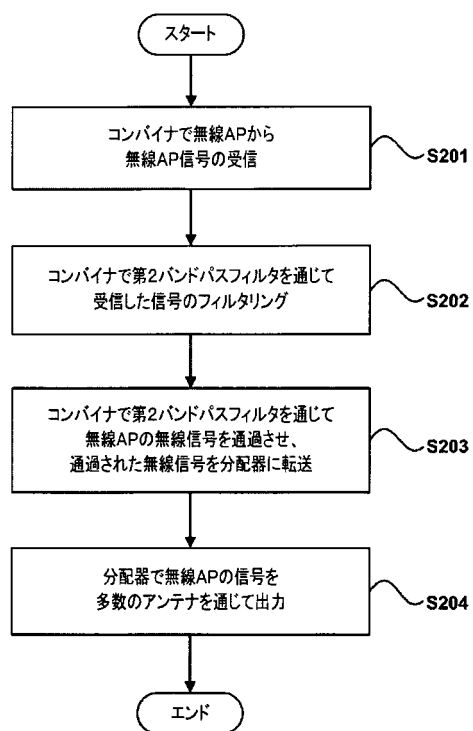 スタート
コンバイナで無線APから
無線AP信号の受信
S201
コンバイナで第2バンドパスフィルタを通じて
受信した信号のフィルタリング
S202
コンバイナで第2バンドパスフィルタを通じて
無線APの無線信号を通過させ、
通過された無線信号を分配器に転送
S203
分配器で無線APの信号を
多数のアンテナを通じて出力
S204
エンド